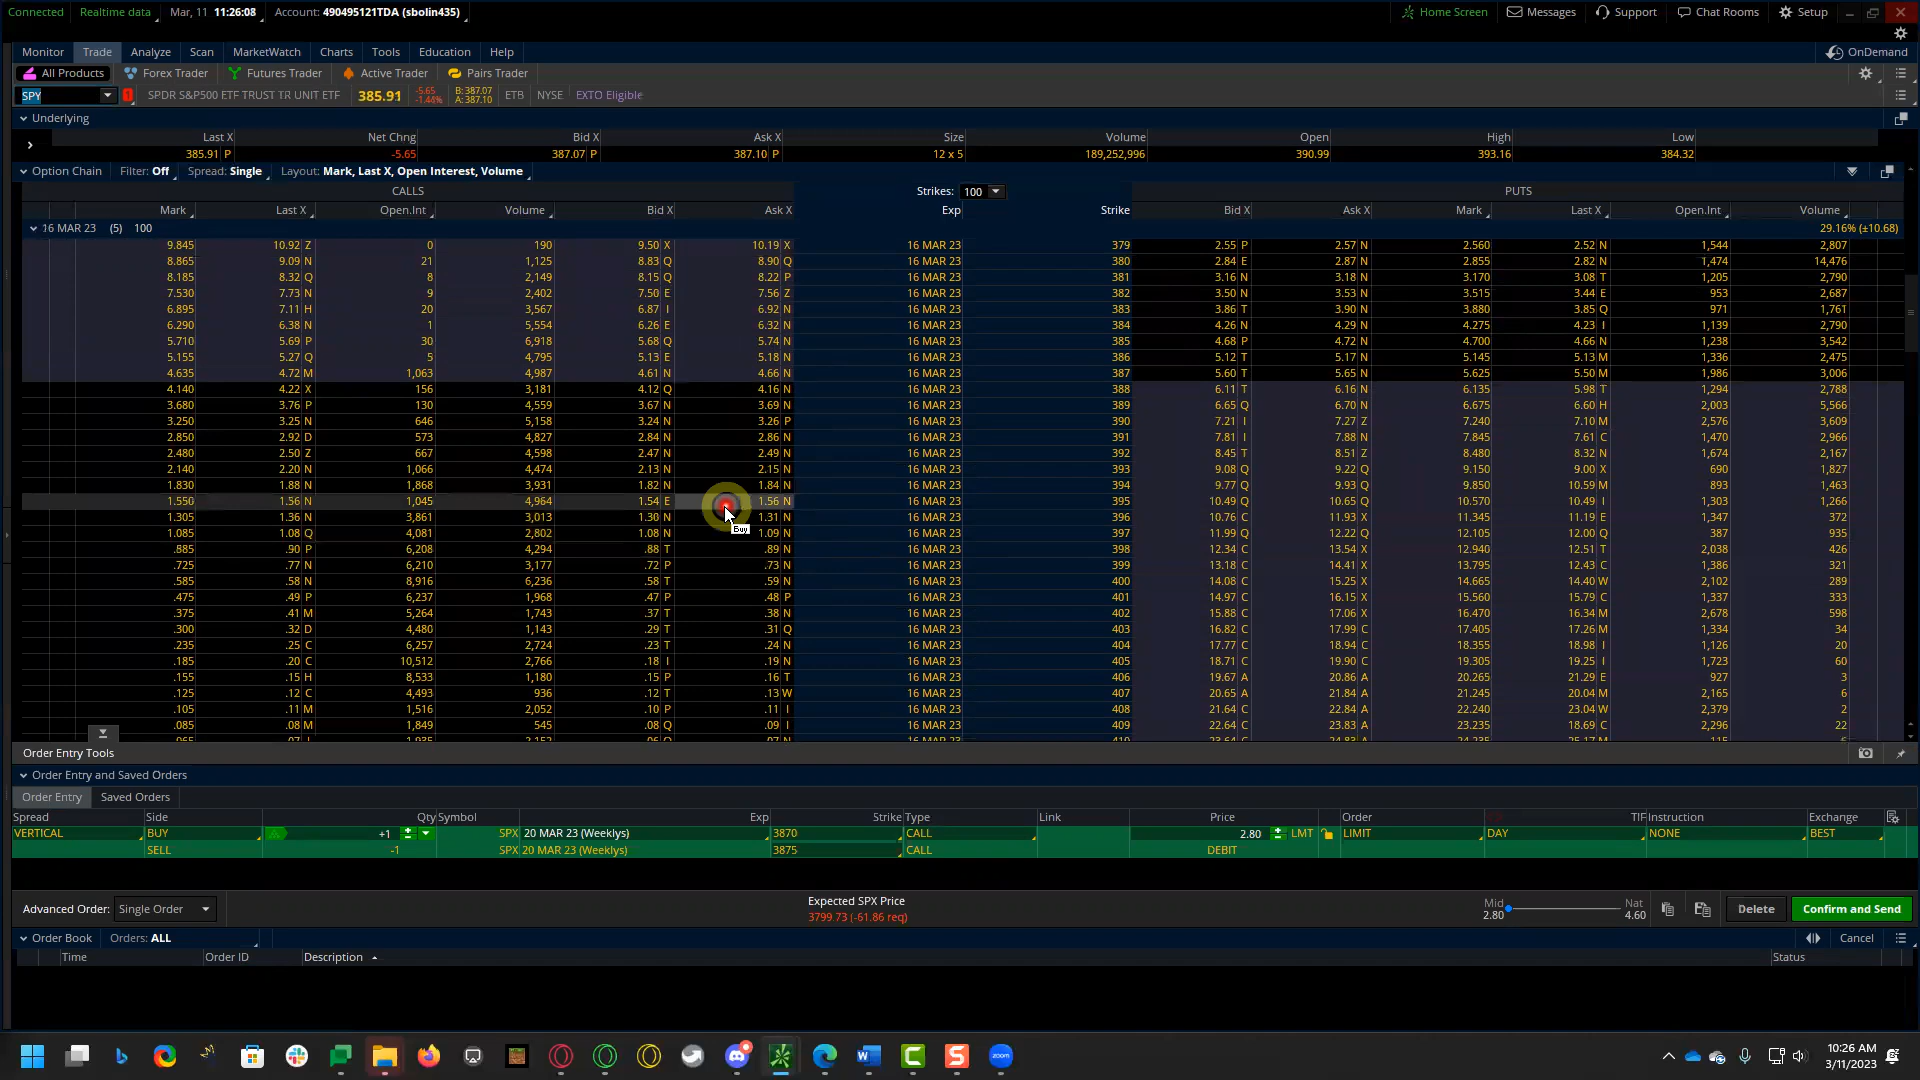 Connected Realtime data Mar, 11 11:26:08 Account: 490495121TDA (sbolin435) Home Screen Messages Support Chat Rooms Setup
Monitor Trade Analyze Scan MarketWatch Charts Tools Education Help OnDemand
All Products Forex Trader Futures Trader Active Trader Pairs Trader
SPY 1 SPDR S&P500 ETF TRUST TR UNIT ETF 385.91 -5.65 -1.44% B: 387.07 A: 387.10 ETB NYSE EXTO Eligible
Underlying
Last X Net Chng Bid X Ask X Size Volume Open High Low
385.91 P -5.65 387.07 P 387.10 P 12 x 5 189,252,996 390.99 393.16 384.32
Option Chain Filter: Off Spread: Single Layout: Mark, Last X, Open Interest, Volume
CALLS Strikes: 100 PUTS
Mark Last X Open.Int Volume Bid X Ask X Exp Strike Bid X Ask X Mark Last X Open.Int Volume
16 MAR 23 (5) 100 29.16% (±10.68)
9.845 10.92 Z 0 190 9.50 X 10.19 X 16 MAR 23 379 2.55 P 2.57 N 2.560 2.52 N 1,544 2,807
8.865 9.09 N 21 1,125 8.83 Q 8.90 Q 16 MAR 23 380 2.84 E 2.87 N 2.855 2.82 N 1,474 14,476
8.185 8.32 Q 8 2,149 8.15 Q 8.22 P 16 MAR 23 381 3.16 N 3.18 N 3.170 3.08 T 1,205 2,790
7.530 7.73 N 9 2,402 7.50 E 7.56 Z 16 MAR 23 382 3.50 N 3.53 N 3.515 3.44 E 953 2,687
6.895 7.11 H 20 3,567 6.87 I 6.92 N 16 MAR 23 383 3.86 T 3.90 N 3.880 3.85 Q 971 1,761
6.290 6.38 N 1 5,554 6.26 E 6.32 N 16 MAR 23 384 4.26 N 4.29 N 4.275 4.23 I 1,139 2,790
5.710 5.69 P 30 6,918 5.68 Q 5.74 N 16 MAR 23 385 4.68 P 4.72 N 4.700 4.66 N 1,238 3,542
5.155 5.27 Q 5 4,795 5.13 E 5.18 N 16 MAR 23 386 5.12 T 5.17 N 5.145 5.13 M 1,336 2,475
4.635 4.72 M 1,063 4,987 4.61 N 4.66 N 16 MAR 23 387 5.60 T 5.65 N 5.625 5.50 M 1,986 3,006
4.140 4.22 X 156 3,181 4.12 Q 4.16 N 16 MAR 23 388 6.11 T 6.16 N 6.135 5.98 T 1,294 2,788
3.680 3.76 P 130 4,559 3.67 N 3.69 N 16 MAR 23 389 6.65 Q 6.70 N 6.675 6.60 H 2,003 5,566
3.250 3.25 N 646 5,158 3.24 N 3.26 P 16 MAR 23 390 7.21 I 7.27 Z 7.240 7.10 M 2,576 3,609
2.850 2.92 D 573 4,827 2.84 N 2.86 N 16 MAR 23 391 7.81 I 7.88 N 7.845 7.61 C 1,470 2,966
2.480 2.50 Z 667 4,598 2.47 N 2.49 N 16 MAR 23 392 8.45 T 8.51 Z 8.480 8.32 N 1,674 2,167
2.140 2.20 N 1,066 4,474 2.13 N 2.15 N 16 MAR 23 393 9.08 Q 9.22 Q 9.150 9.00 X 690 1,827
1.830 1.88 N 1,868 3,931 1.82 N 1.84 N 16 MAR 23 394 9.77 Q 9.93 Q 9.850 9.59 M 893 1,463
1.550 1.56 N 1,045 4,964 1.54 E 1.56 N 16 MAR 23 395 10.49 Q 10.65 Q 10.570 10.49 I 1,303 1,266
1.305 1.36 N 3,861 3,013 1.30 N 1.31 N 16 MAR 23 396 10.76 C 11.93 X 11.345 11.19 E 1,347 372
Buy
1.085 1.08 Q 4,081 2,802 1.08 N 1.09 N 16 MAR 23 397 11.99 Q 12.22 Q 12.105 12.00 Q 387 935
.885 .90 P 6,208 4,294 .88 T .89 N 16 MAR 23 398 12.34 C 13.54 X 12.940 12.51 T 2,038 426
.725 .77 N 6,210 3,177 .72 P .73 N 16 MAR 23 399 13.18 C 14.41 X 13.795 12.43 C 1,386 321
.585 .58 N 8,916 6,236 .58 T .59 N 16 MAR 23 400 14.08 C 15.25 X 14.665 14.40 W 2,102 289
.475 .49 P 6,237 1,968 .47 P .48 P 16 MAR 23 401 14.97 C 16.15 X 15.560 15.79 C 1,337 333
.375 .41 M 5,264 1,743 .37 T .38 N 16 MAR 23 402 15.88 C 17.06 X 16.470 16.34 M 2,678 598
.300 .32 D 4,480 1,143 .29 T .31 Q 16 MAR 23 403 16.82 C 17.99 C 17.405 17.26 M 1,334 34
.235 .25 C 6,257 2,724 .23 T .24 N 16 MAR 23 404 17.77 C 18.94 C 18.355 18.98 I 1,126 20
.185 .20 C 10,512 2,766 .18 I .19 N 16 MAR 23 405 18.71 C 19.90 C 19.305 19.25 I 1,723 60
.155 .15 H 8,533 1,180 .15 P .16 T 16 MAR 23 406 19.67 A 20.86 A 20.265 21.29 E 927 3
.125 .12 C 4,493 936 .12 T .13 W 16 MAR 23 407 20.65 A 21.84 A 21.245 20.04 M 2,165 6
.105 .11 M 1,516 2,052 .10 P .11 I 16 MAR 23 408 21.64 C 22.84 A 22.240 23.04 W 2,379 2
.085 .08 M 1,849 545 .08 Q .09 I 16 MAR 23 409 22.64 C 23.83 A 23.235 18.69 C 2,296 22
Order Entry Tools
Order Entry and Saved Orders
Order Entry Saved Orders
Spread Side Qty Symbol Exp Strike Type Link Price Order TIF Instruction Exchange
VERTICAL BUY +1 SPX 20 MAR 23 (Weeklys) 3870 CALL 2.80 LMT LIMIT DAY NONE BEST
SELL -1 SPX 20 MAR 23 (Weeklys) 3875 CALL DEBIT
Advanced Order: Single Order Expected SPX Price 3799.73 (-61.86 req) Mid 2.80 Nat 4.60 Delete Confirm and Send
Order Book Orders: ALL Cancel
Time Order ID Description Status
zoom 10:26 AM
3/11/2023